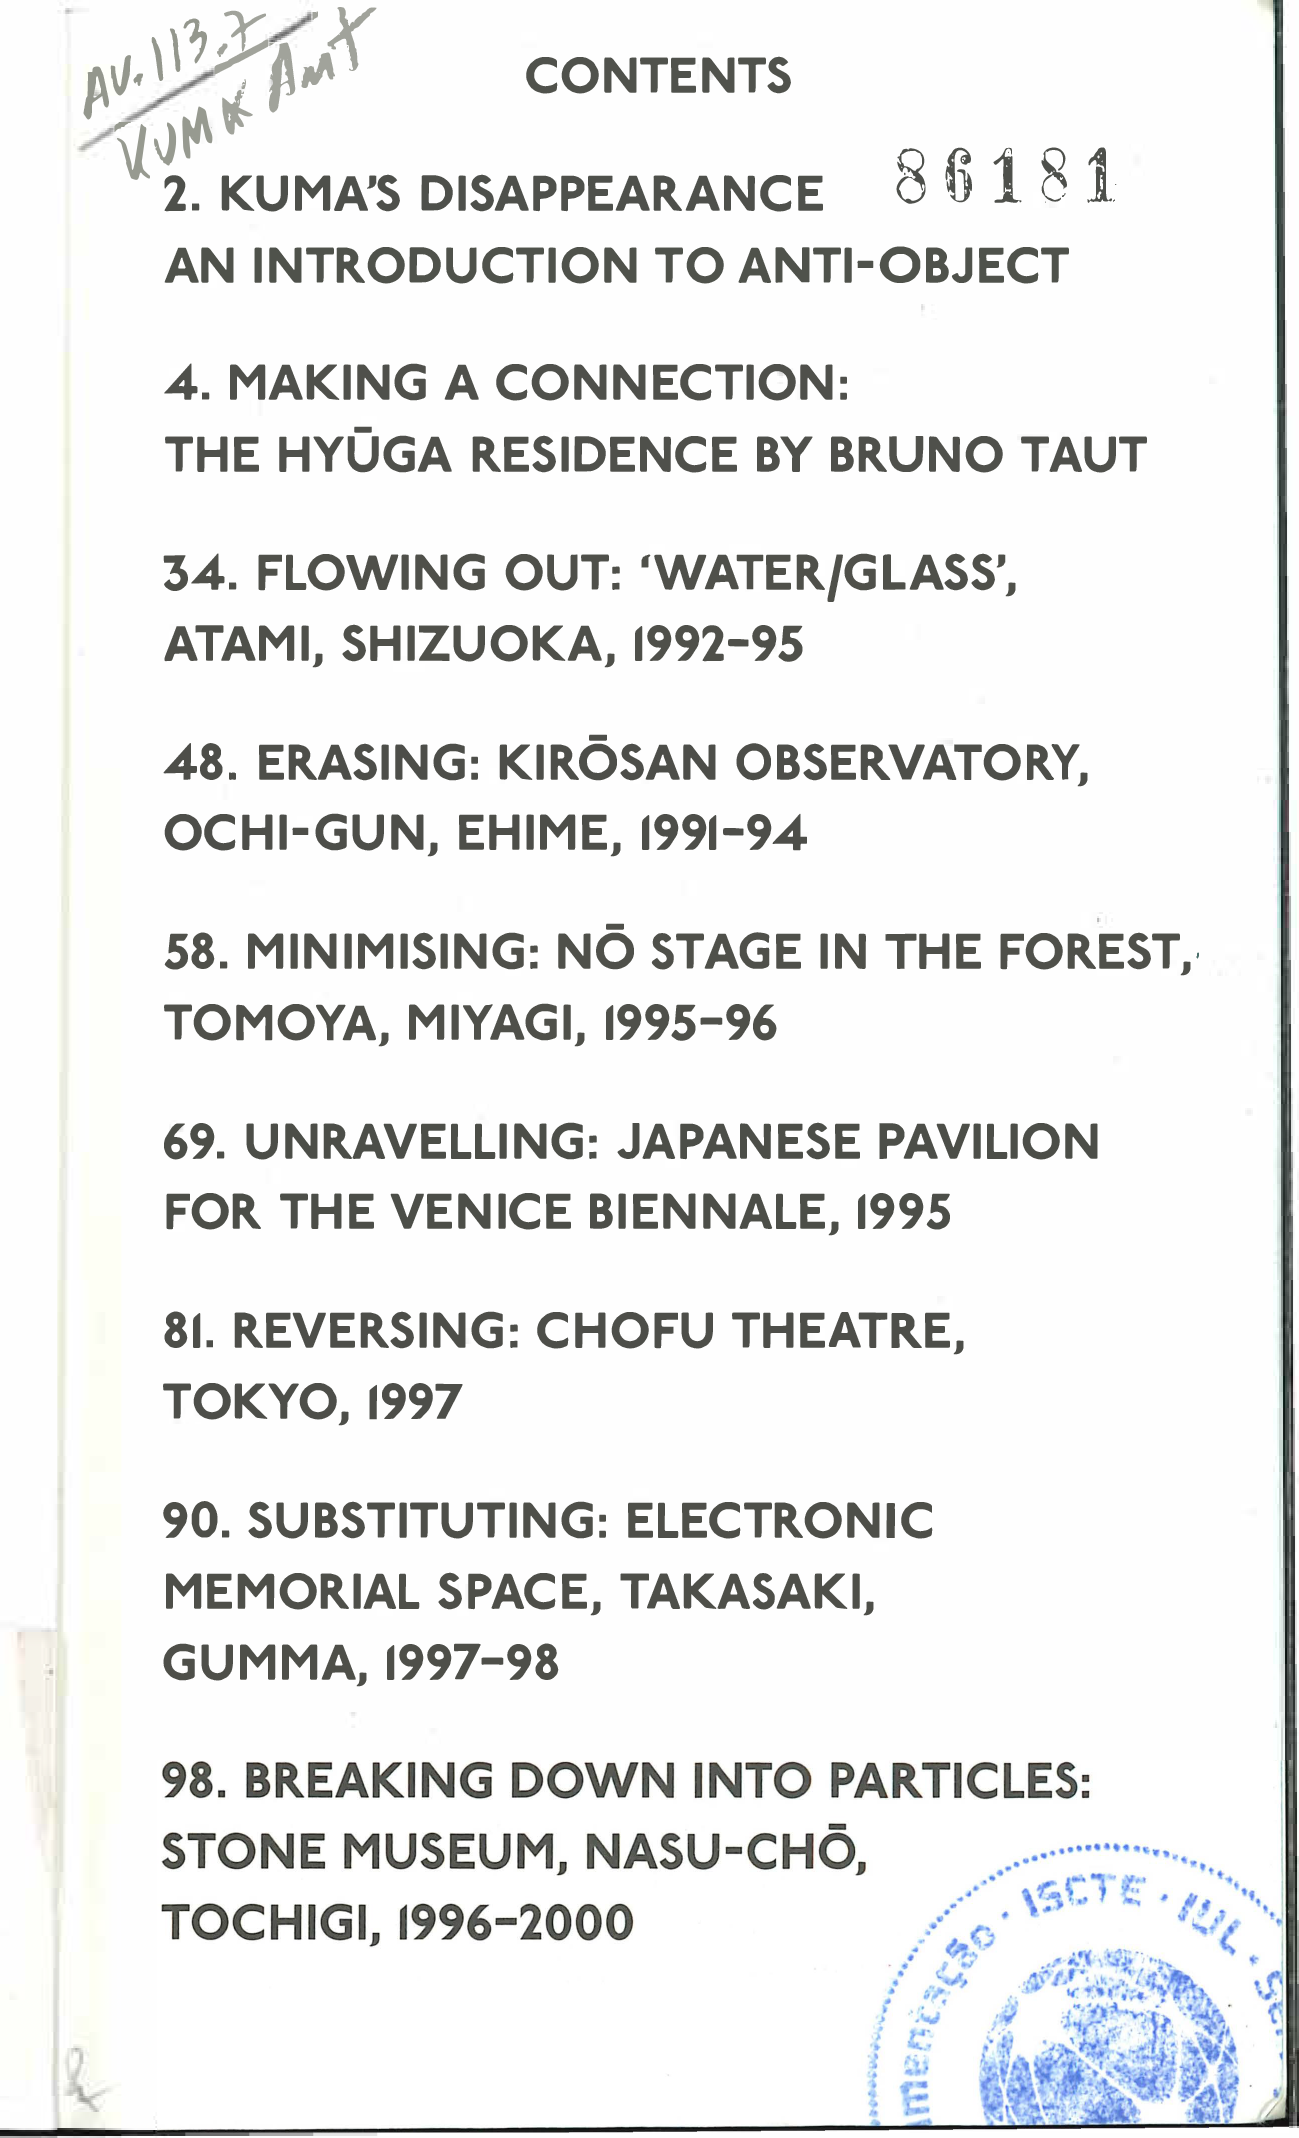 AV.113.7
KUMA Ant
CONTENTS
86181
2. KUMA’S DISAPPEARANCE
AN INTRODUCTION TO ANTI-OBJECT
4. MAKING A CONNECTION:
THE HYŪGA RESIDENCE BY BRUNO TAUT
34. FLOWING OUT: ‘WATER/GLASS’,
ATAMI, SHIZUOKA, 1992–95
48. ERASING: KIRŌSAN OBSERVATORY,
OCHI-GUN, EHIME, 1991–94
58. MINIMISING: NŌ STAGE IN THE FOREST,
TOMOYA, MIYAGI, 1995–96
69. UNRAVELLING: JAPANESE PAVILION
FOR THE VENICE BIENNALE, 1995
81. REVERSING: CHOFU THEATRE,
TOKYO, 1997
90. SUBSTITUTING: ELECTRONIC
MEMORIAL SPACE, TAKASAKI,
GUMMA, 1997–98
98. BREAKING DOWN INTO PARTICLES:
STONE MUSEUM, NASU-CHŌ,
TOCHIGI, 1996–2000
mentação · ISCTE · IUL ·